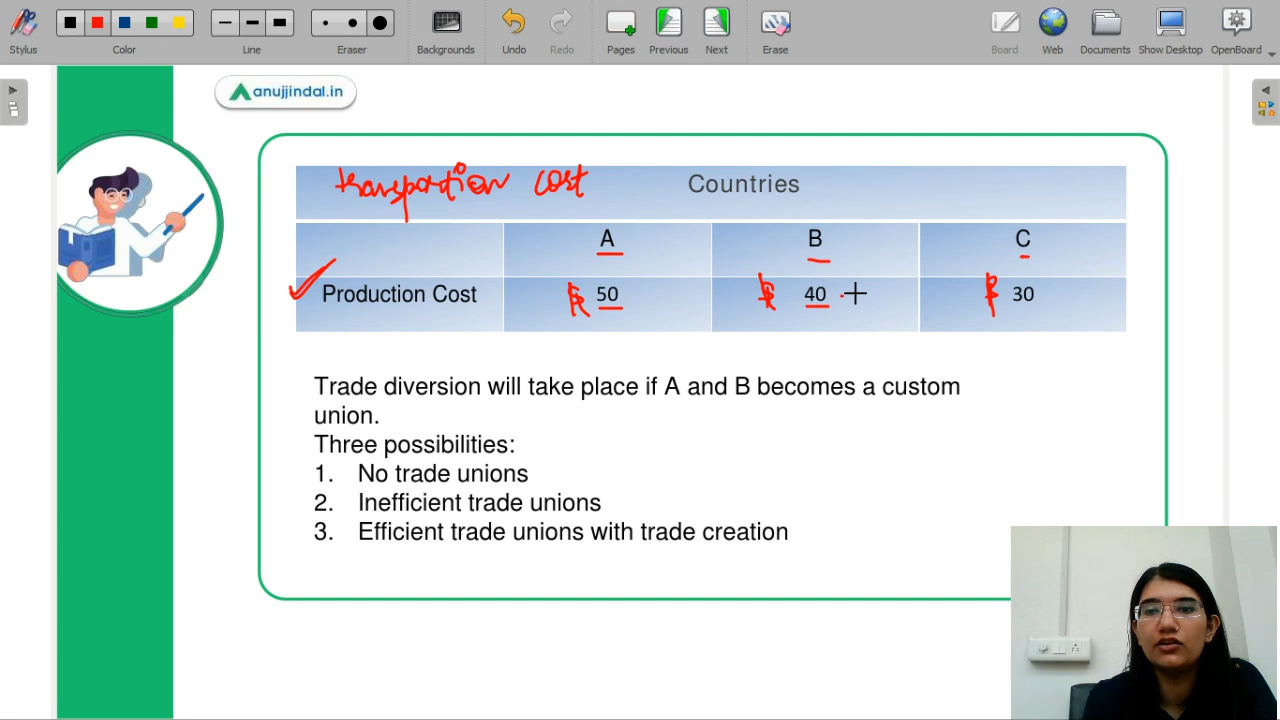 Stylus Color Line Eraser Backgrounds Undo Redo Pages Previous Next Erase Board Web Documents Show Desktop OpenBoard
anujjindal.in
transportion cost Countries
A B C
Production Cost $ 50 $ 40 $ 30
Trade diversion will take place if A and B becomes a custom
union.
Three possibilities:
1. No trade unions
2. Inefficient trade unions
3. Efficient trade unions with trade creation